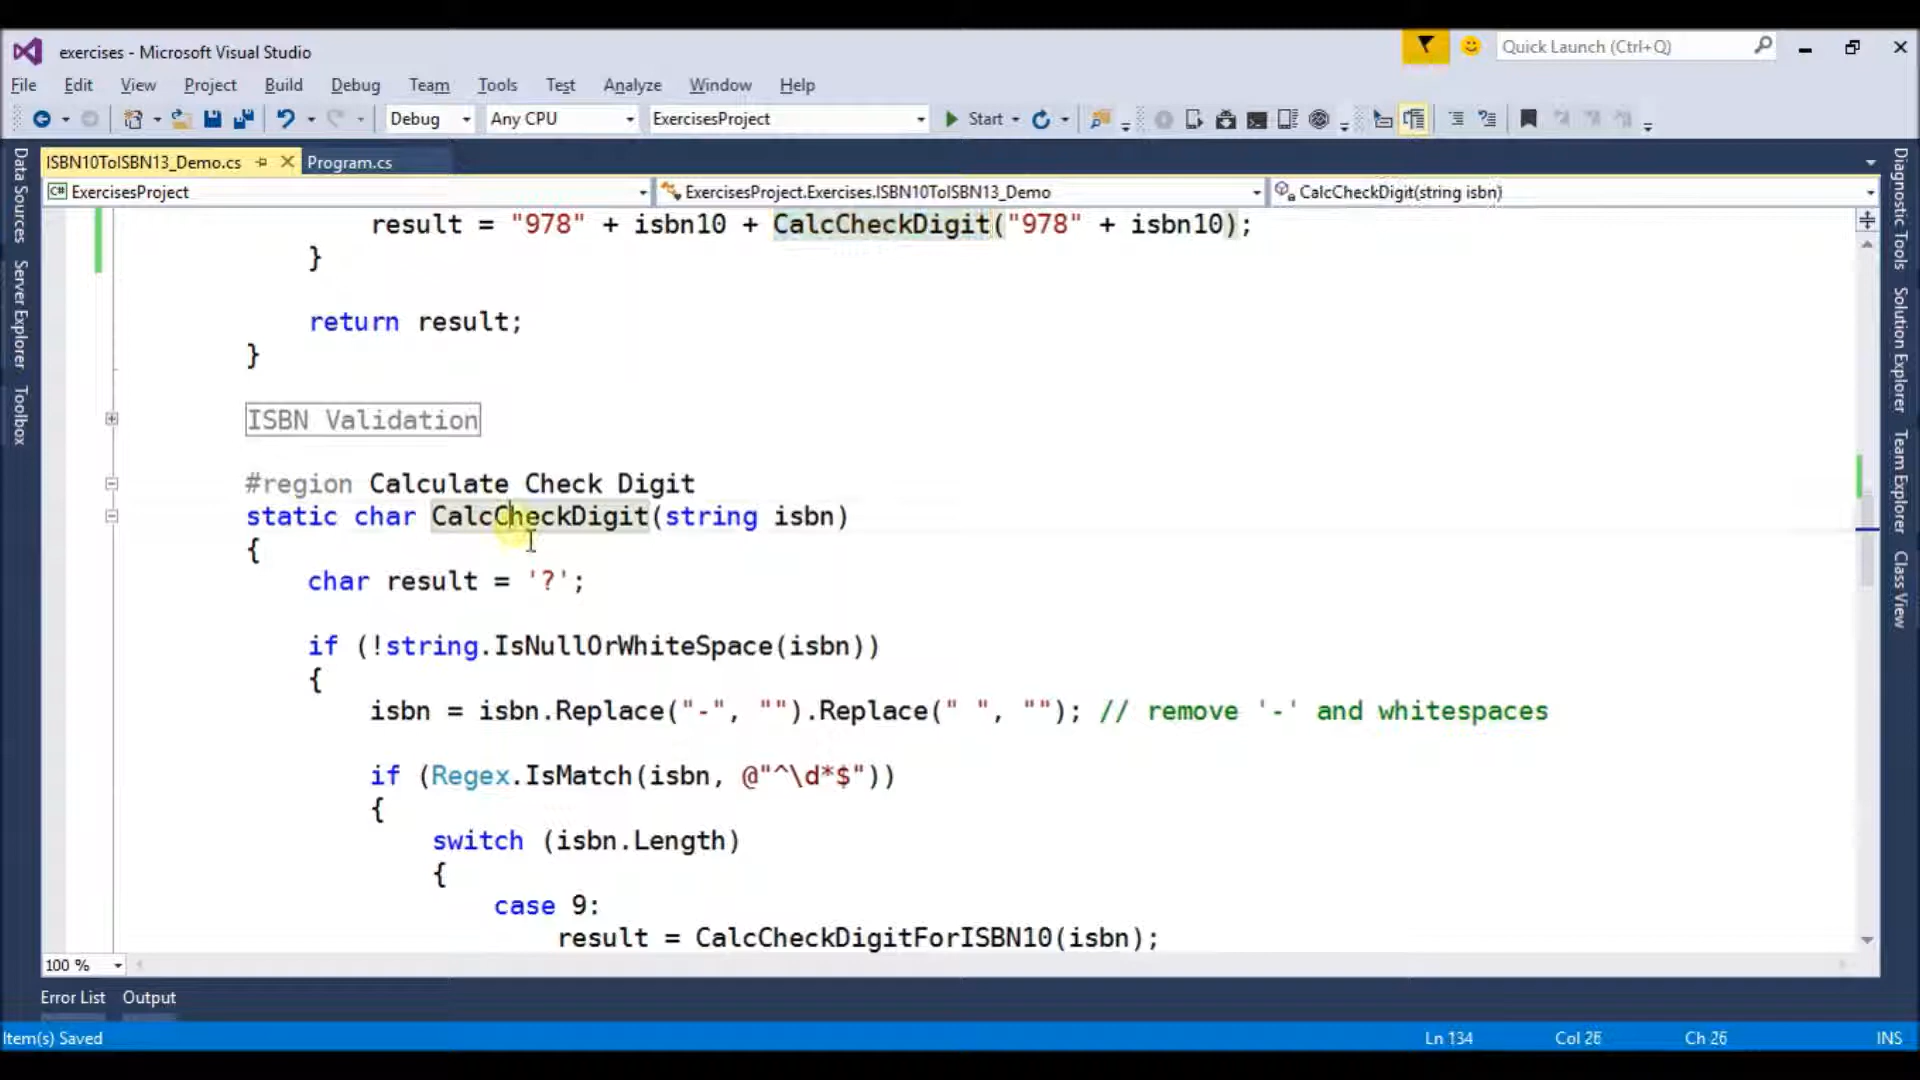 exercises - Microsoft Visual Studio
Quick Launch (Ctrl+Q)
File Edit View Project Build Debug Team Tools Test Analyze Window Help
Debug Any CPU ExercisesProject Start
ISBN10ToISBN13_Demo.cs Program.cs
C# ExercisesProject ExercisesProject.Exercises.ISBN10ToISBN13_Demo CalcCheckDigit(string isbn)
Data Sources
Server Explorer
Toolbox
result = "978" + isbn10 + CalcCheckDigit("978" + isbn10);
}
return result;
}
ISBN Validation
#region Calculate Check Digit
static char CalcCheckDigit(string isbn)
{
char result = '?';
if (!string.IsNullOrWhiteSpace(isbn))
{
isbn = isbn.Replace("-", "").Replace(" ", ""); // remove '-' and whitespaces
if (Regex.IsMatch(isbn, @"^\d*$"))
{
switch (isbn.Length)
{
case 9:
result = CalcCheckDigitForISBN10(isbn);
Diagnostic Tools
Solution Explorer
Team Explorer
Class View
100 %
Error List Output
Item(s) Saved Ln 134 Col 26 Ch 26 INS